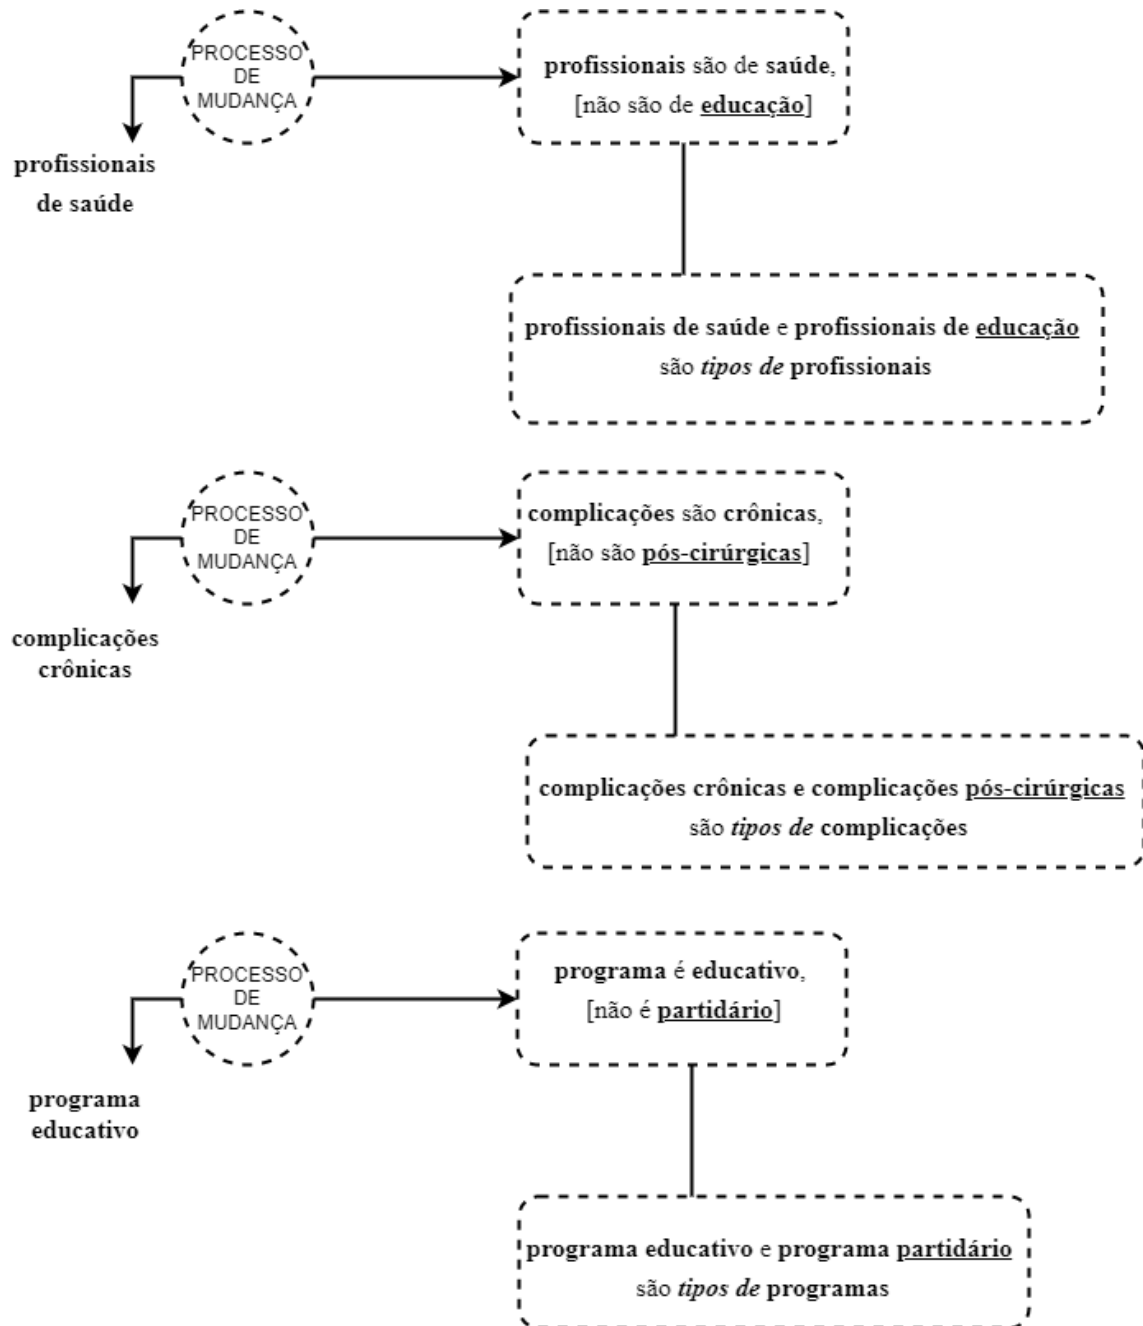 PROCESSO
DE
MUDANÇA
profissionais são de saúde,
[não são de educação]
profissionais
de saúde
profissionais de saúde e profissionais de educação
são tipos de profissionais
PROCESSO
DE
MUDANÇA
complicações são crônicas,
[não são pós-cirúrgicas]
complicações
crônicas
complicações crônicas e complicações pós-cirúrgicas
são tipos de complicações
PROCESSO
DE
MUDANÇA
programa é educativo,
[não é partidário]
programa
educativo
programa educativo e programa partidário
são tipos de programas